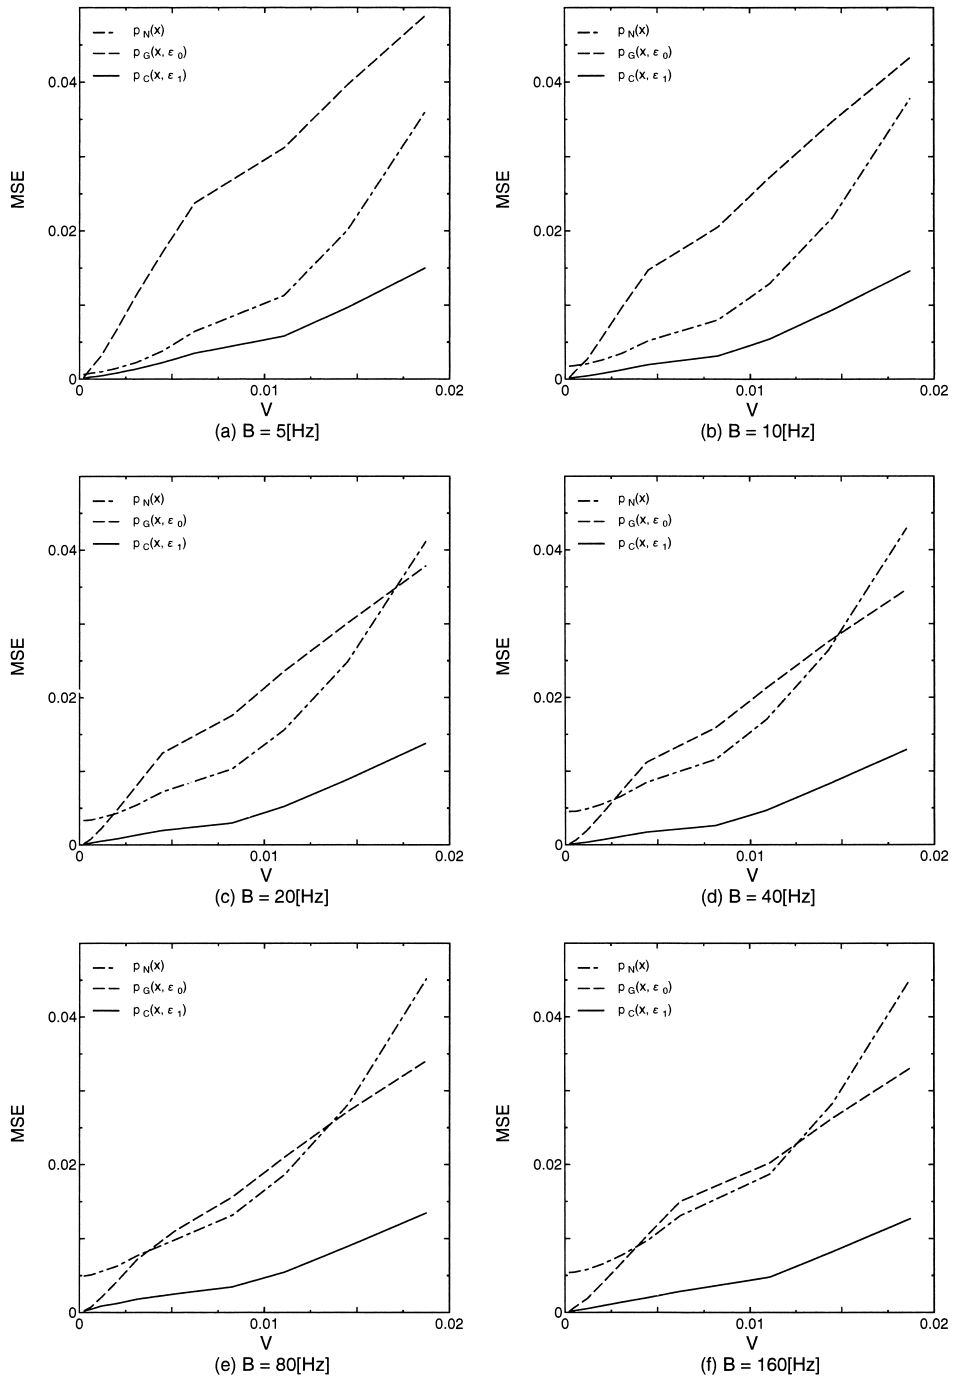 p N(x)
p G(x, ε 0)
p C(x, ε 1)
0.04
0.02
0
MSE
0 0.01 0.02
V
(a) B = 5[Hz]
p N(x)
p G(x, ε 0)
p C(x, ε 1)
0.04
0.02
0
MSE
0 0.01 0.02
V
(b) B = 10[Hz]
p N(x)
p G(x, ε 0)
p C(x, ε 1)
0.04
0.02
0
MSE
0 0.01 0.02
V
(c) B = 20[Hz]
p N(x)
p G(x, ε 0)
p C(x, ε 1)
0.04
0.02
0
MSE
0 0.01 0.02
V
(d) B = 40[Hz]
p N(x)
p G(x, ε 0)
p C(x, ε 1)
0.04
0.02
0
MSE
0 0.01 0.02
V
(e) B = 80[Hz]
p N(x)
p G(x, ε 0)
p C(x, ε 1)
0.04
0.02
0
MSE
0 0.01 0.02
V
(f) B = 160[Hz]